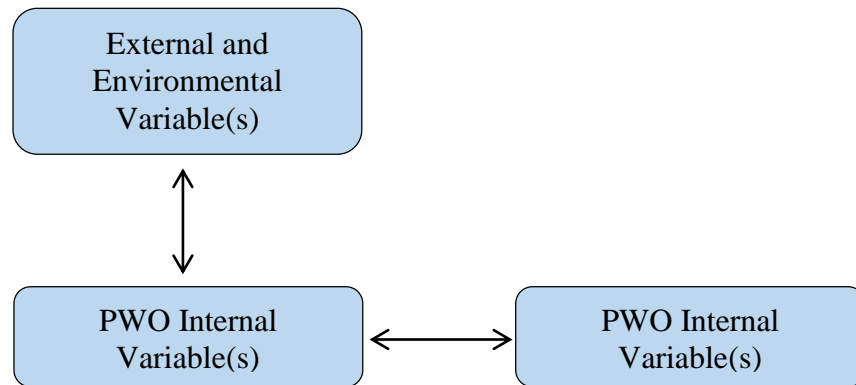 External and
Environmental
Variable(s)
PWO Internal
Variable(s)
PWO Internal
Variable(s)